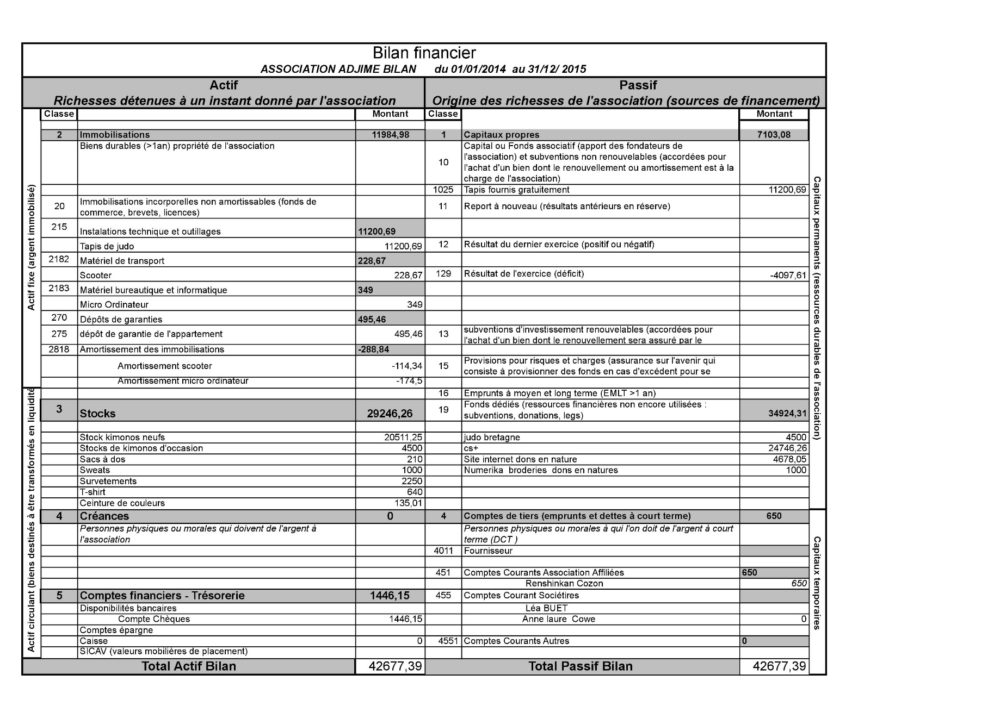 Bilan financier
ASSOCIATION ADJIME BILAN du 01/01/2014 au 31/12/ 2015
Actif
Richesses détenues à un instant donné par l'association
Passif
Origine des richesses de l'association (sources de financement)
Classe Montant Classe Montant
Actif fixe (argent immobilisé)
2 Immobilisations 11984,98
Biens durables (>1an) propriété de l'association
20 Immobilisations incorporelles non amortissables (fonds de
commerce, brevets, licences)
215 Instalations technique et outillages 11200,69
Tapis de judo 11200,69
2182 Matériel de transport 228,67
Scooter 228,67
2183 Matériel bureautique et informatique 349
Micro Ordinateur 349
270 Dépôts de garanties 495,46
275 dépôt de garantie de l'appartement 495,46
2818 Amortissement des immobilisations -288,84
Amortissement scooter -114,34
Amortissement micro ordinateur -174,5
Actif circulant (biens destinés à être transformés en liquidité
3 Stocks 29246,26
Stock kimonos neufs 20511,25
Stocks de kimonos d'occasion 4500
Sacs à dos 210
Sweats 1000
Survetements 2250
T-shirt 640
Ceinture de couleurs 135,01
4 Créances 0
Personnes physiques ou morales qui doivent de l'argent à
l'association
5 Comptes financiers - Trésorerie 1446,15
Disponibilités bancaires
Compte Chèques 1446,15
Comptes épargne
Caisse 0
SICAV (valeurs mobilières de placement)
Total Actif Bilan 42677,39
1 Capitaux propres 7103,08
10 Capital ou Fonds associatif (apport des fondateurs de
l'association) et subventions non renouvelables (accordées pour
l'achat d'un bien dont le renouvellement ou amortissement est à la
charge de l'association)
1025 Tapis fournis gratuitement 11200,69
11 Report à nouveau (résultats antérieurs en réserve)
12 Résultat du dernier exercice (positif ou négatif)
129 Résultat de l'exercice (déficit) -4097,61
13 subventions d'investissement renouvelables (accordées pour
l'achat d'un bien dont le renouvellement sera assuré par le
15 Provisions pour risques et charges (assurance sur l'avenir qui
consiste à provisionner des fonds en cas d'excédent pour se
16 Emprunts à moyen et long terme (EMLT >1 an)
19 Fonds dédiés (ressources financières non encore utilisées :
subventions, donations, legs) 34924,31
judo bretagne 4500
cs+ 24746,26
Site internet dons en nature 4678,05
Numerika broderies dons en natures 1000
Capitaux permanents (ressources durables de l'association)
4 Comptes de tiers (emprunts et dettes à court terme) 650
Personnes physiques ou morales à qui l'on doit de l'argent à court
terme (DCT )
4011 Fournisseur
451 Comptes Courants Association Affiliées 650
Renshinkan Cozon 650
455 Comptes Courant Sociétires
Léa BUET
Anne laure Cowe 0
4551 Comptes Courants Autres 0
Capitaux temporaires
Total Passif Bilan 42677,39